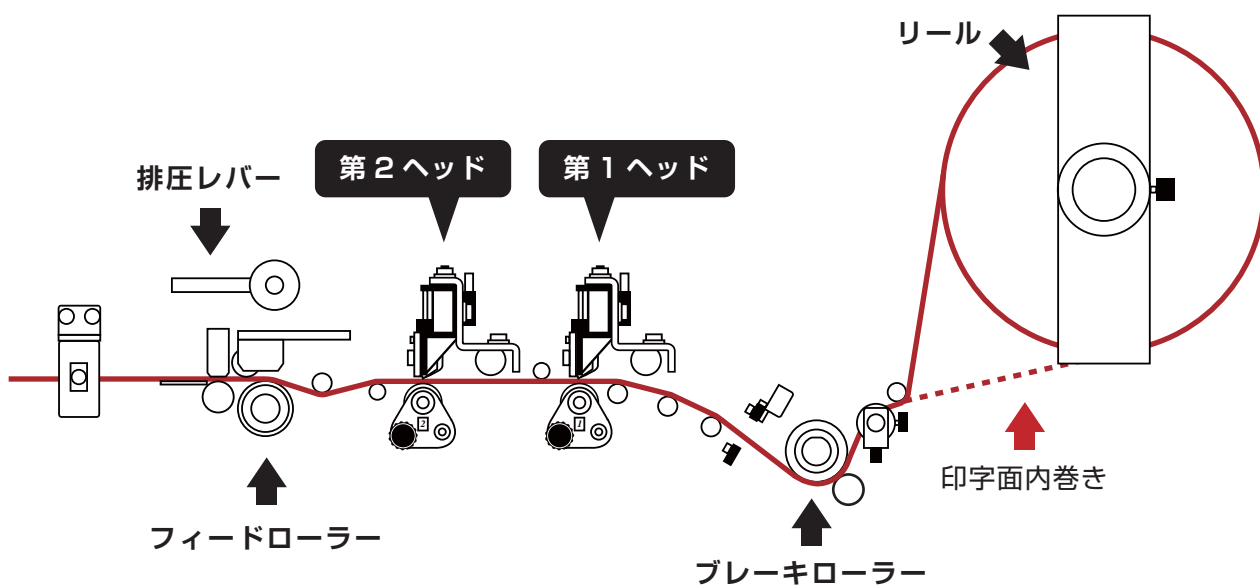 リール
第 2 ヘッド
第 1 ヘッド
排圧レバー
2
1
印字面内巻き
フィードローラー
ブレーキローラー